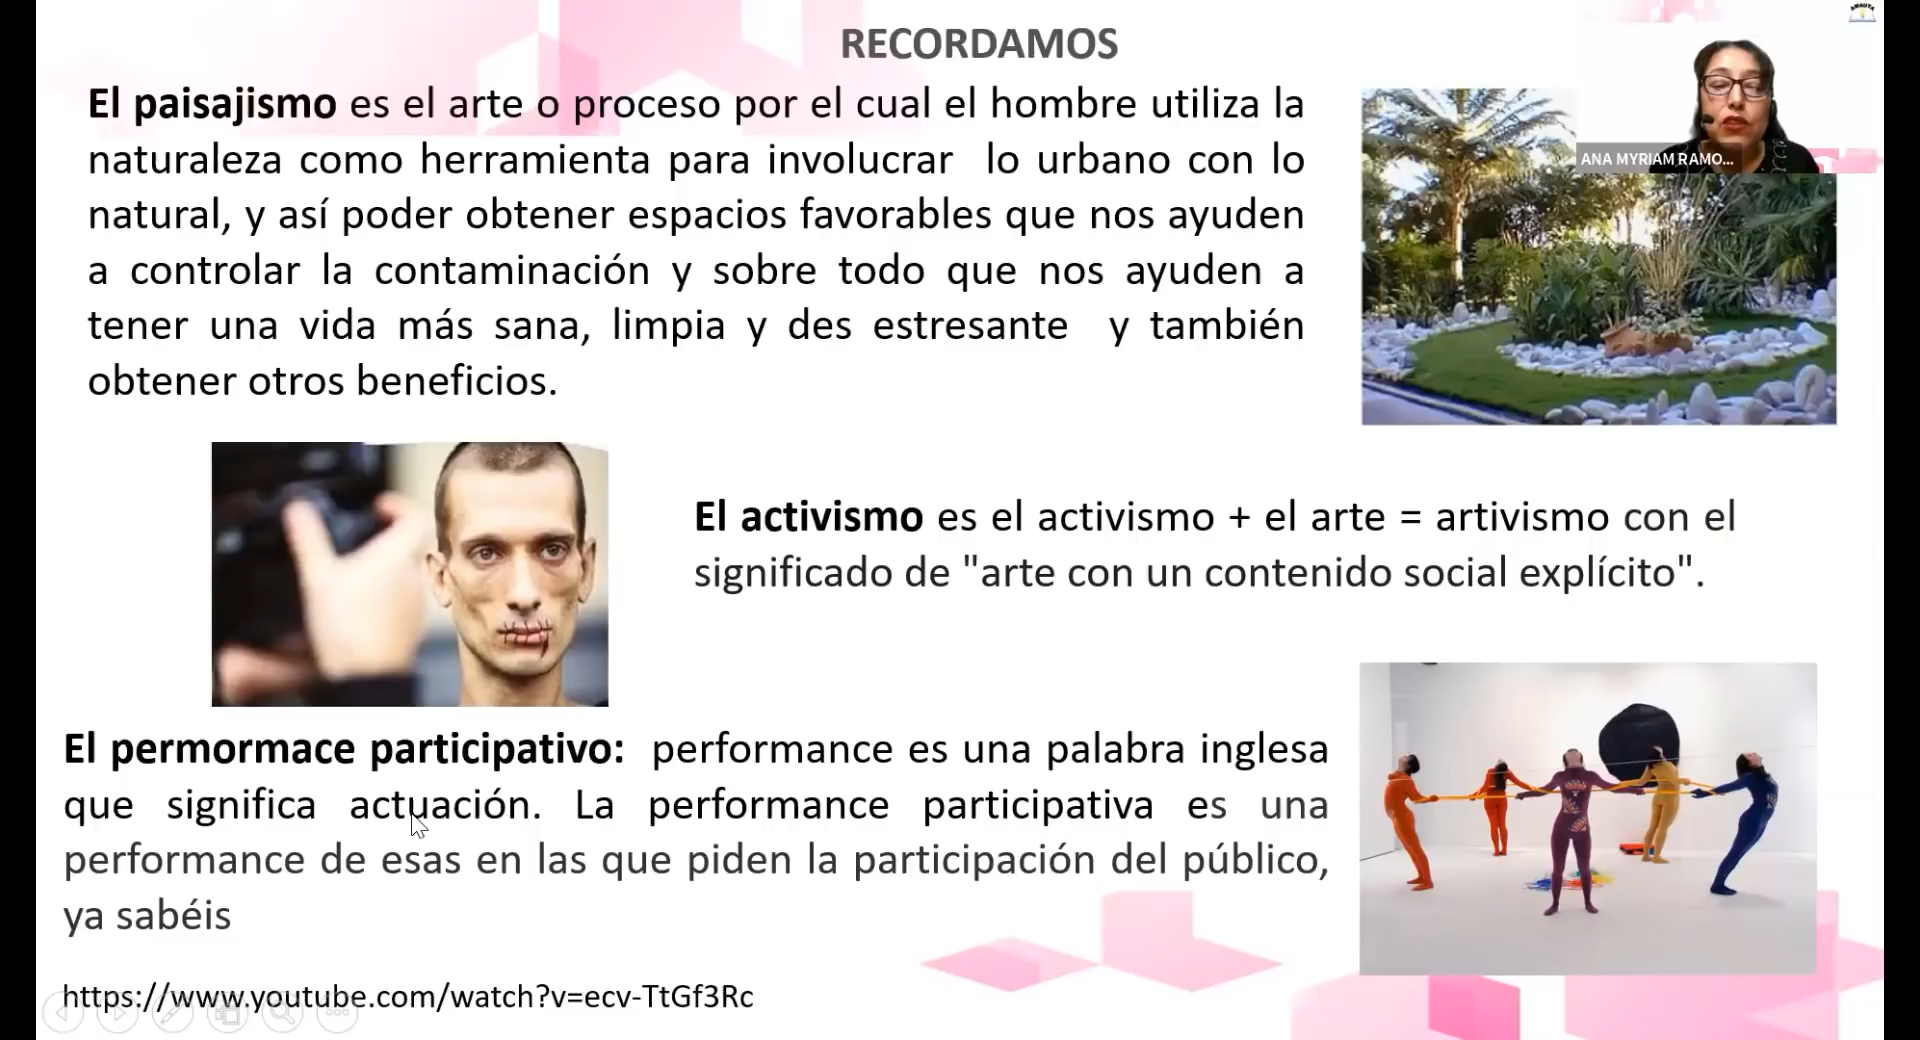 RECORDAMOS
AMAUTA
El paisajismo es el arte o proceso por el cual el hombre utiliza la
naturaleza como herramienta para involucrar lo urbano con lo
natural, y así poder obtener espacios favorables que nos ayuden
a controlar la contaminación y sobre todo que nos ayuden a
tener una vida más sana, limpia y des estresante y también
obtener otros beneficios.
ANA MYRIAM RAMO...
El activismo es el activismo + el arte = artivismo con el
significado de "arte con un contenido social explícito".
El permormace participativo: performance es una palabra inglesa
que significa actuación. La performance participativa es una
performance de esas en las que piden la participación del público,
ya sabéis
https://www.youtube.com/watch?v=ecv-TtGf3Rc